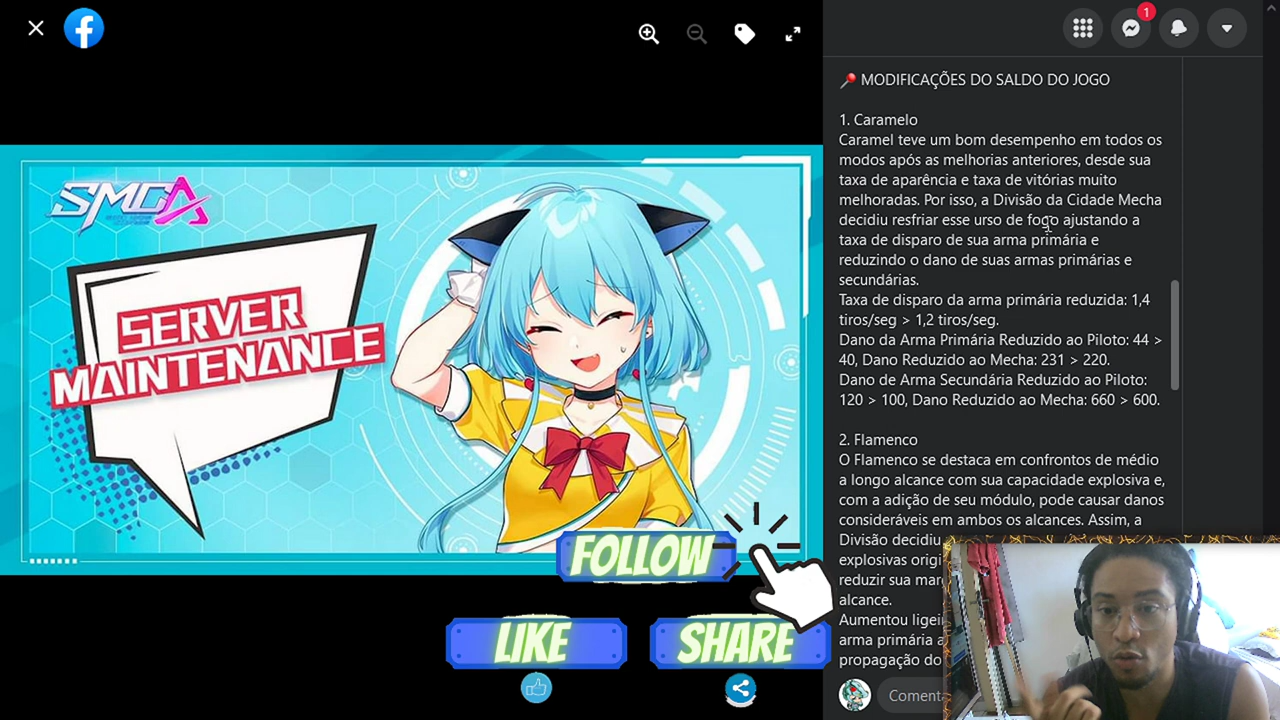 1
SMCA
SERVER
MAINTENANCE
FOLLOW
LIKE
SHARE
MODIFICAÇÕES DO SALDO DO JOGO
1. Caramelo
Caramel teve um bom desempenho em todos os
modos após as melhorias anteriores, desde sua
taxa de aparência e taxa de vitórias muito
melhoradas. Por isso, a Divisão da Cidade Mecha
decidiu resfriar esse urso de fogo ajustando a
taxa de disparo de sua arma primária e
reduzindo o dano de suas armas primárias e
secundárias.
Taxa de disparo da arma primária reduzida: 1,4
tiros/seg > 1,2 tiros/seg.
Dano da Arma Primária Reduzido ao Piloto: 44 >
40, Dano Reduzido ao Mecha: 231 > 220.
Dano de Arma Secundária Reduzido ao Piloto:
120 > 100, Dano Reduzido ao Mecha: 660 > 600.
2. Flamenco
O Flamenco se destaca em confrontos de médio
a longo alcance com sua capacidade explosiva e,
com a adição de seu módulo, pode causar danos
consideráveis em ambos os alcances. Assim, a
Divisão decidiu
explosivas origi
reduzir sua mar
alcance.
Aumentou ligei
arma primária a
propagação do
Comenta